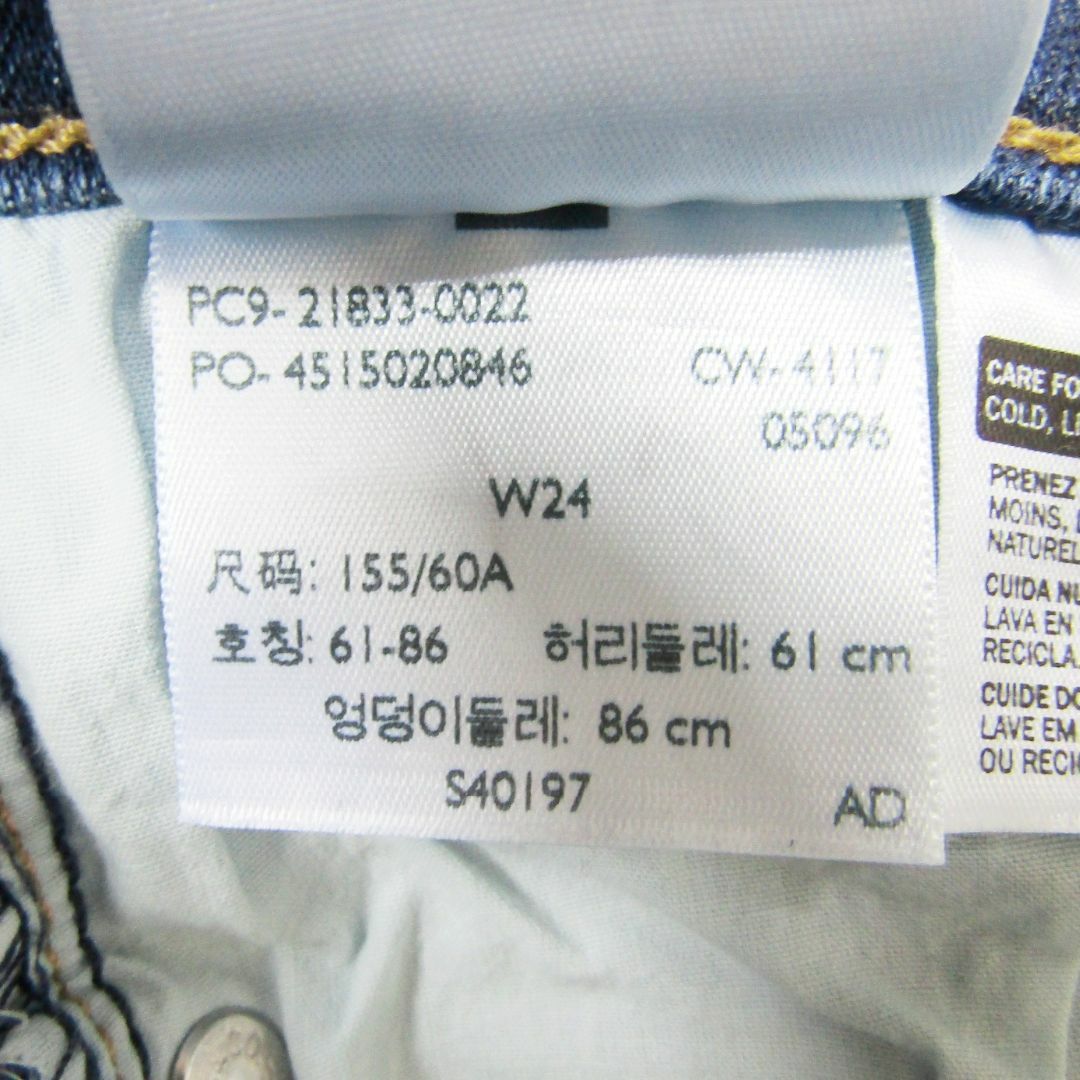 PC9- 21833-0022
PO- 4515020846 CW-4117
05096
W24
尺码: 155/60A
호칭: 61-86 허리둘레: 61 cm
엉덩이둘레: 86 cm
S40197 AD
CARE FO
COLD, L
PRENEZ
MOINS,
NATUREL
CUIDA NU
LAVA EN
RECICLA.
CUIDE DO
LAVE EM
OU RECIC